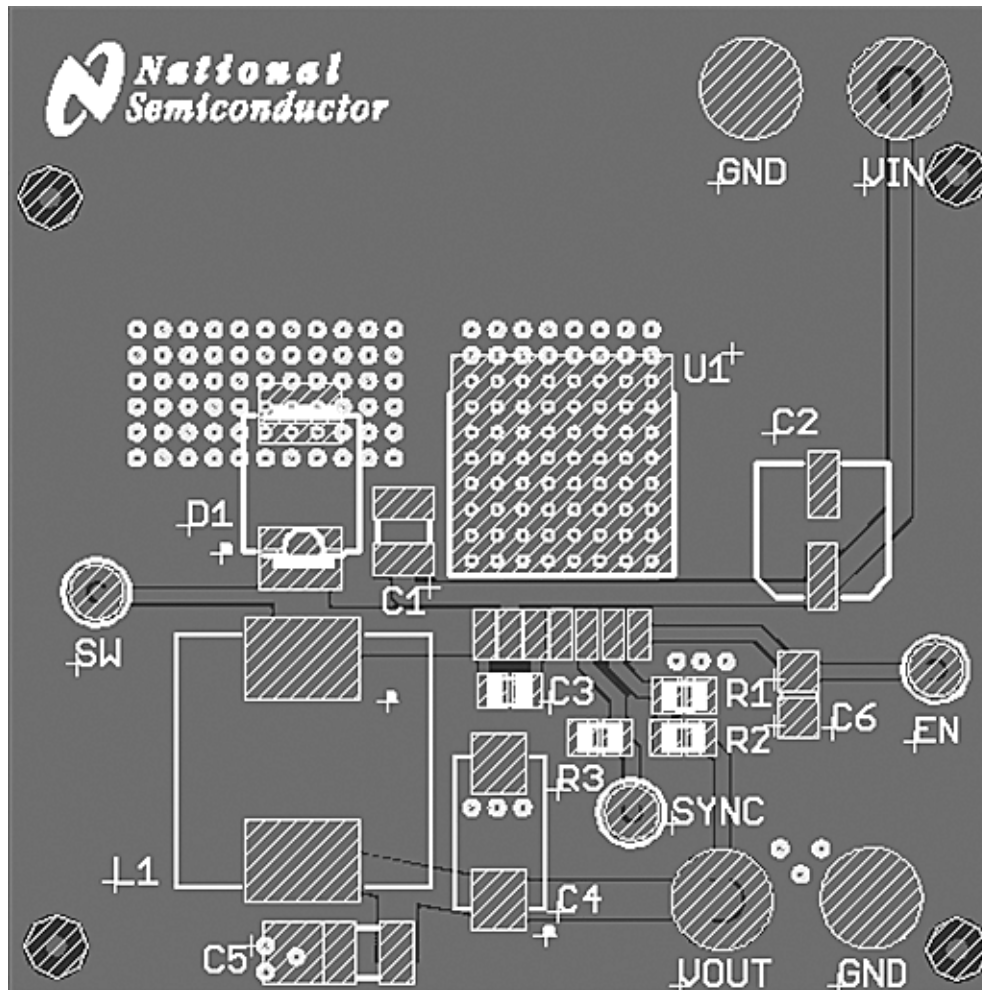 National
Semiconductor
GND
VIN
U1
C2
D1
C1
SW
C3
R1
C6
EN
R2
R3
SYNC
L1
C4
C5
VOUT
GND